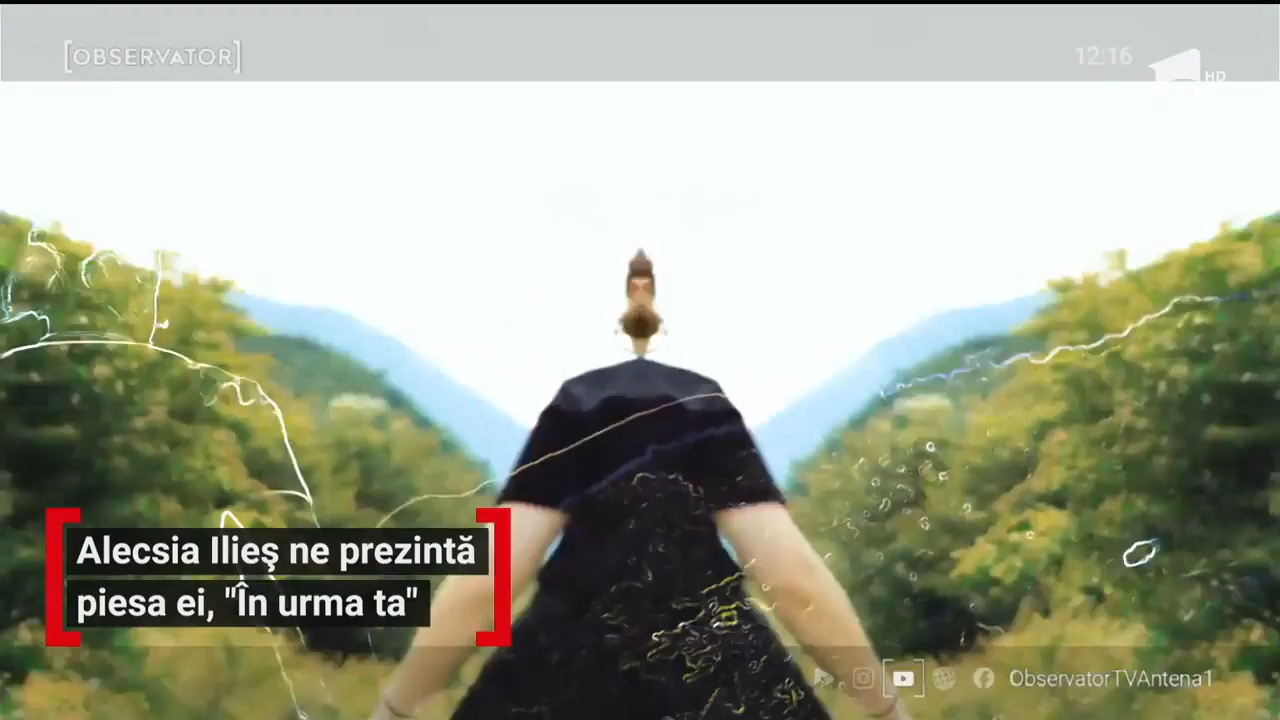 [OBSERVATOR]
12:16
HD
Alecsia Ilieş ne prezintă
piesa ei, "În urma ta"
ObservatorTVAntena1